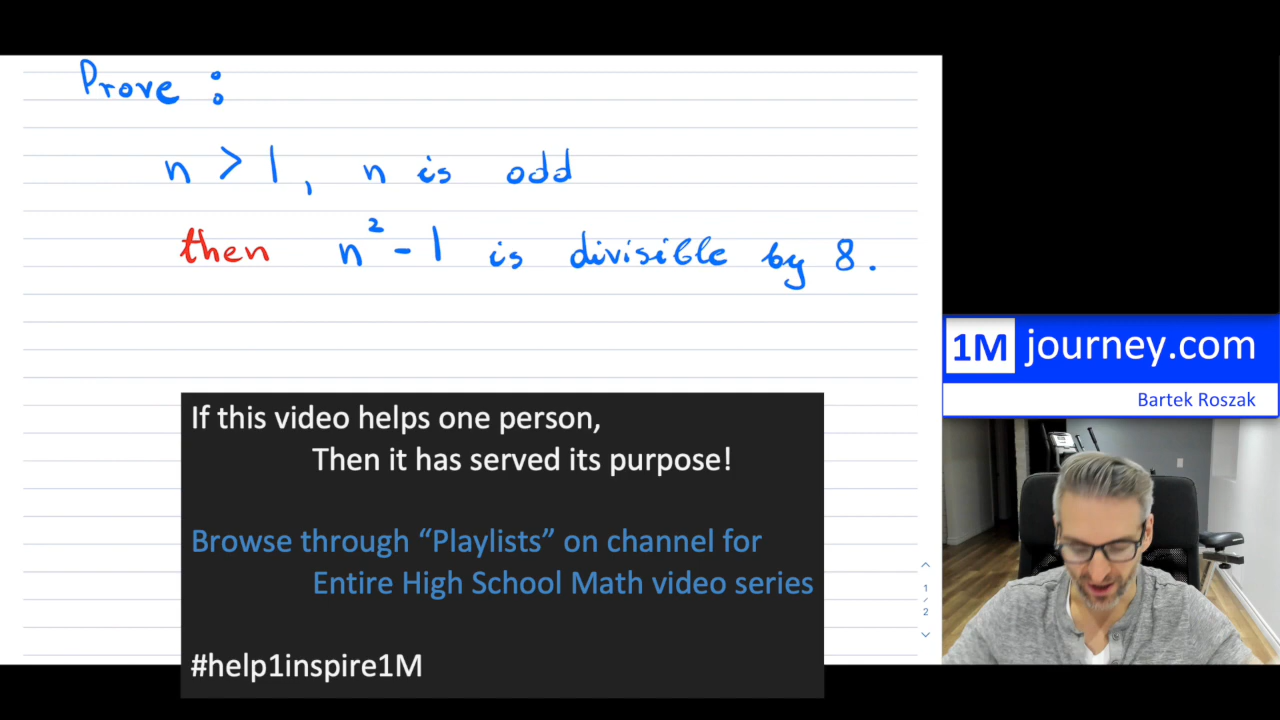 Prove :
n > 1, n is odd
then n² - 1 is divisible by 8.
1M journey.com
Bartek Roszak
If this video helps one person,
Then it has served its purpose!
Browse through “Playlists” on channel for
Entire High School Math video series
#help1inspire1M
1
/
2